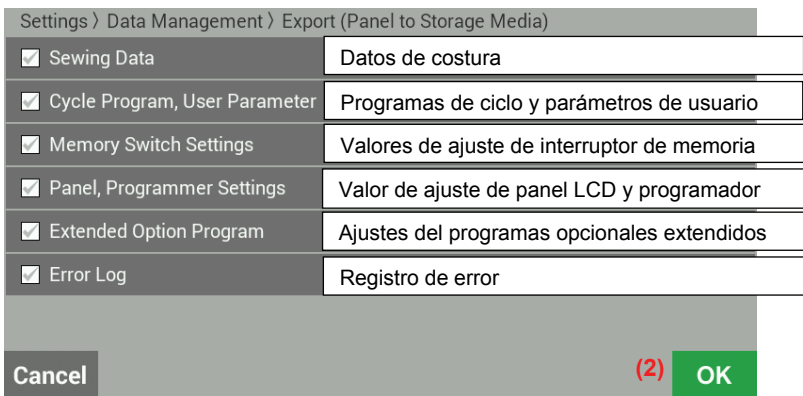 Settings 〉 Data Management 〉 Export (Panel to Storage Media)
Sewing Data Datos de costura
Cycle Program, User Parameter Programas de ciclo y parámetros de usuario
Memory Switch Settings Valores de ajuste de interruptor de memoria
Panel, Programmer Settings Valor de ajuste de panel LCD y programador
Extended Option Program Ajustes del programas opcionales extendidos
Error Log Registro de error
Cancel (2) OK